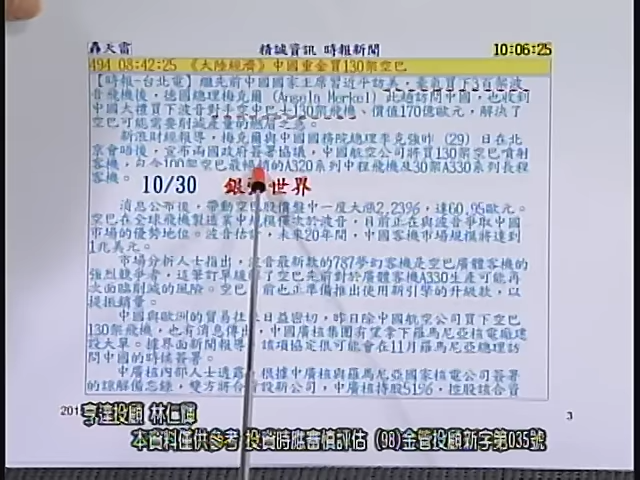 轟天雷 精誠資訊 時報新聞 10:06:25
494 08:42:25 《大陸經濟》中國重金買130架空巴
【時報-台北電】繼先前中國國家主席習近平訪美，豪氣買下3百架波
音飛機後，德國總理梅克爾（Angela Merkel）此趟訪問中國，也收到
中國大禮買下波音對手空中巴士130架飛機、價值170億歐元，解決了
空巴可能需要削減產量的燃眉之急。
新浪財經報導，梅克爾與中國國務院總理李克強昨（29）日在北
京會晤後，宣布兩國政府簽署協議，中國航空公司將買130架空巴噴射
客機，包含100架空巴最暢銷的A320系列中程飛機及30架A330系列長程
客機。
10/30 銀 世界
消息公布後，帶動空巴股價盤中一度大漲2.23%，達60.95歐元。
空巴在全球飛機製造業中規模僅次於波音，目前正在與波音爭取中國
市場的優勢地位。波音估計，未來20年間，中國客機市場規模將達到
1兆美元。
市場分析人士指出，波音最新款的787夢幻客機是空巴廣體客機的
強烈競爭者，這筆訂單緩解了空巴先前對於廣體客機A330生產可能再
次面臨削減的風險。空巴 前也正準備推出使用新引擎的升級款，以
提振銷量。
中國與歐洲的貿易往來日益密切，昨日除中國航空公司買下空巴
130架飛機，也有消息傳出，中國廣核集團有望拿下羅馬尼亞核電廠建
設大單。據界面新聞報導，該項協定很可能會在11月羅馬尼亞總理訪
問中國的時候簽署。
中廣核內部人士透露，根據中廣核與羅馬尼亞國家核電公司簽署
的諒解備忘錄，雙方將合資設新公司，中廣核持股51%，控股該合資
201 3
亨達投顧 林仁
本資料僅供參考 投資時應審慎評估 (98)金管投顧新字第035號